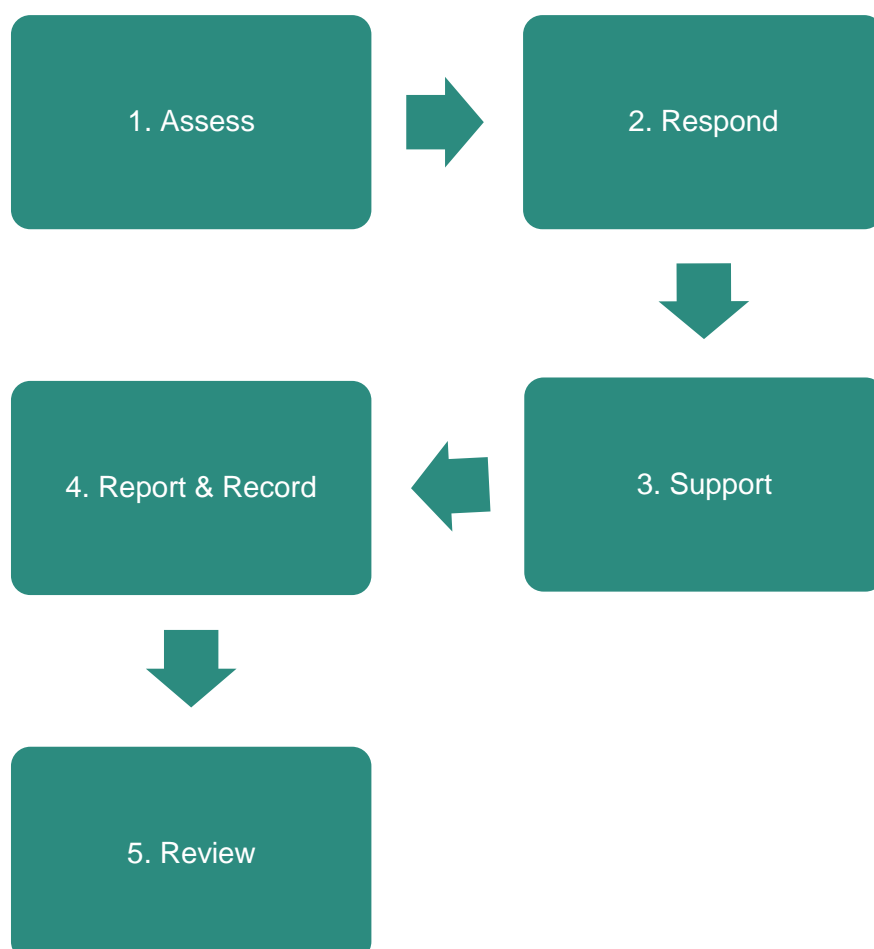 1. Assess
2. Respond
3. Support
4. Report & Record
5. Review